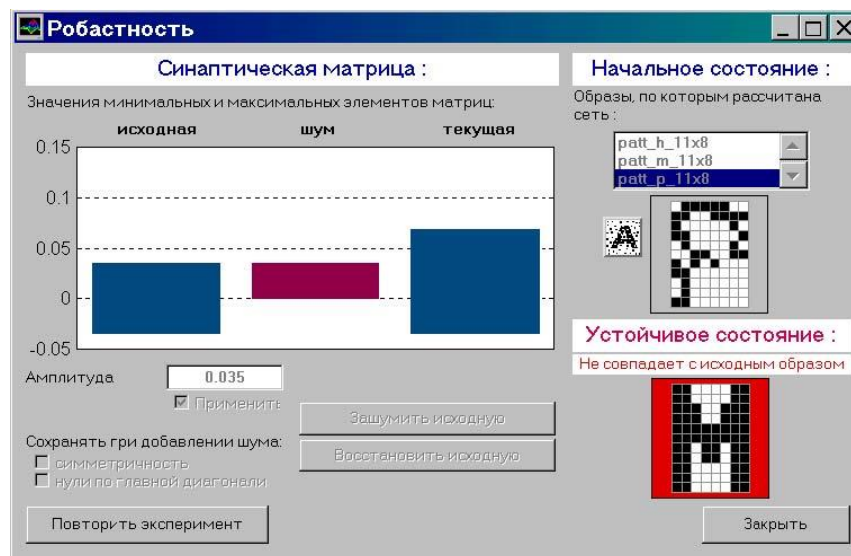 Робастность
Синаптическая матрица :
Значения минимальных и максимальных элементов матриц:
исходная шум текущая
0.15
0.1
0.05
0
-0.05
Амплитуда 0.035
Применить
Зашумить исходную
Сохранять гри добавлении шума:
Восстановить исходную
симметричность
нули по главной диагонали
Повторить эксперимент
Начальное состояние :
Образы, по которым рассчитана
сеть :
patt_h_11x8
patt_m_11x8
patt_p_11x8
A
Устойчивое состояние :
Не совпадает с исходным образом
Закрыть